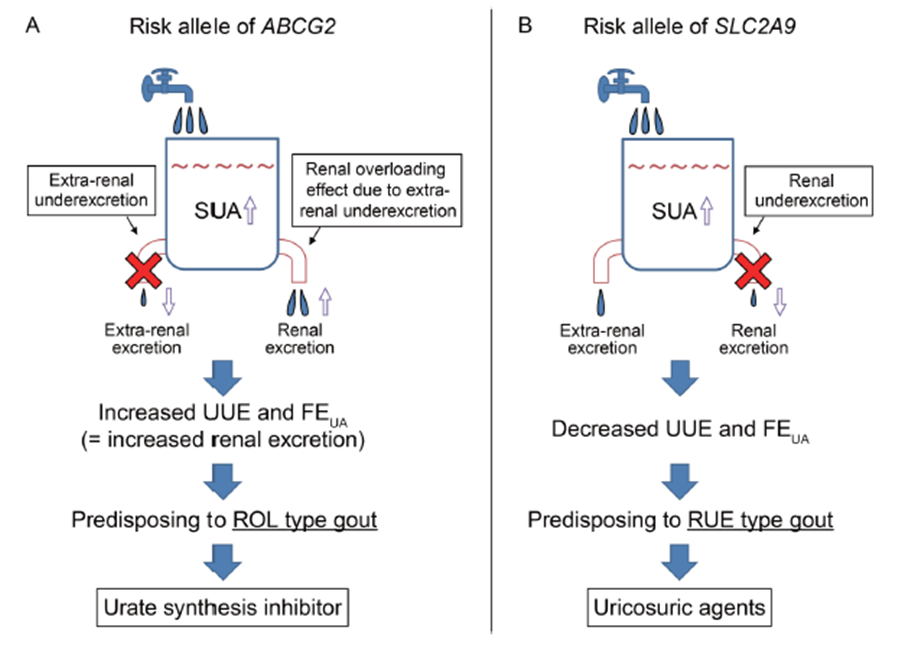 A
Risk allele of ABCG2
Extra-renal
underexcretion
Renal overloading
effect due to extra-
renal underexcretion
SUA
Extra-renal
excretion
Renal
excretion
Increased UUE and FEUA
(= increased renal excretion)
Predisposing to ROL type gout
Urate synthesis inhibitor
B
Risk allele of SLC2A9
Renal
underexcretion
SUA
Extra-renal
excretion
Renal
excretion
Decreased UUE and FEUA
Predisposing to RUE type gout
Uricosuric agents